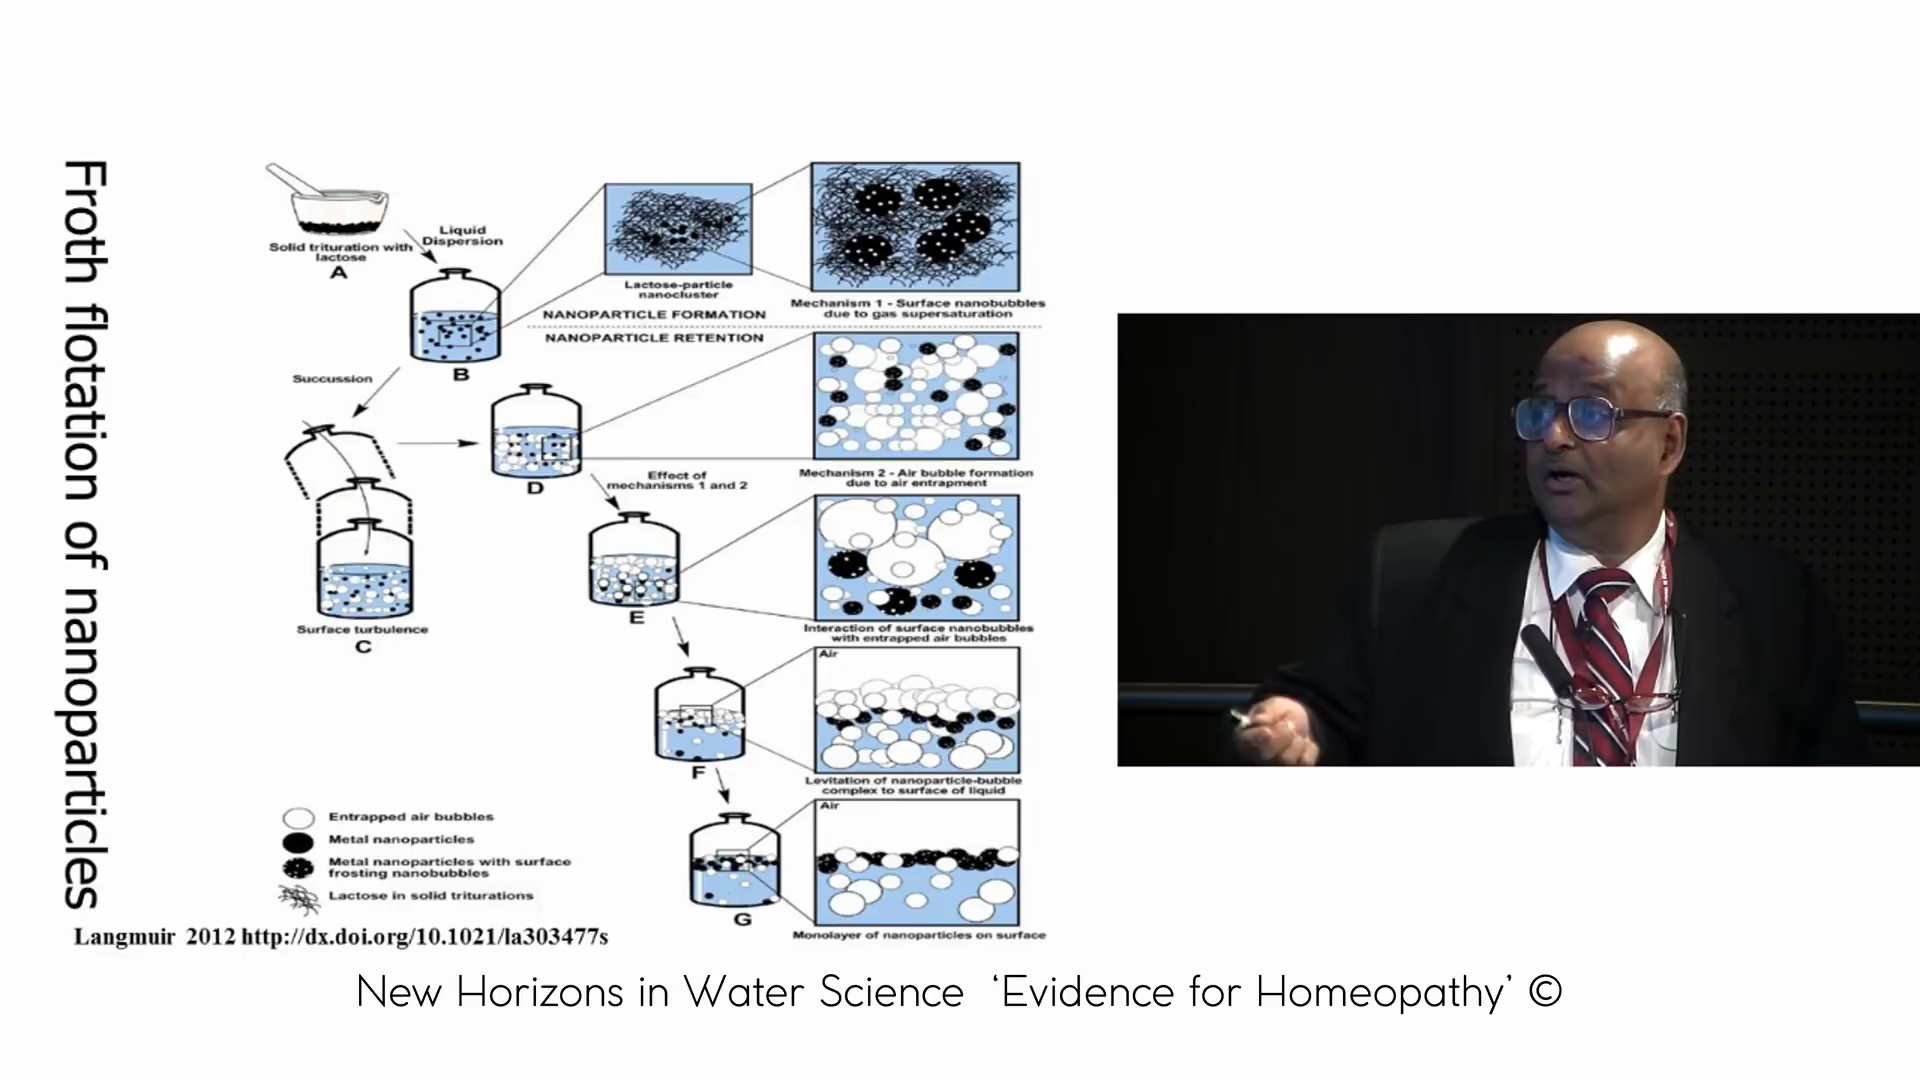 Froth flotation of nanoparticles
Solid trituration with
lactose
A
Liquid
Dispersion
B
Lactose-particle
nanocluster
Mechanism 1 - Surface nanobubbles
due to gas supersaturation
NANOPARTICLE FORMATION
NANOPARTICLE RETENTION
Succussion
Surface turbulence
C
D
Mechanism 2 - Air bubble formation
due to air entrapment
Effect of
mechanisms 1 and 2
E
Interaction of surface nanobubbles
with entrapped air bubbles
Air
F
Levitation of nanoparticle-bubble
complex to surface of liquid
Air
G
Monolayer of nanoparticles on surface
Entrapped air bubbles
Metal nanoparticles
Metal nanoparticles with surface
frosting nanobubbles
Lactose in solid triturations
Langmuir 2012 http://dx.doi.org/10.1021/la303477s
New Horizons in Water Science ‘Evidence for Homeopathy’ ©